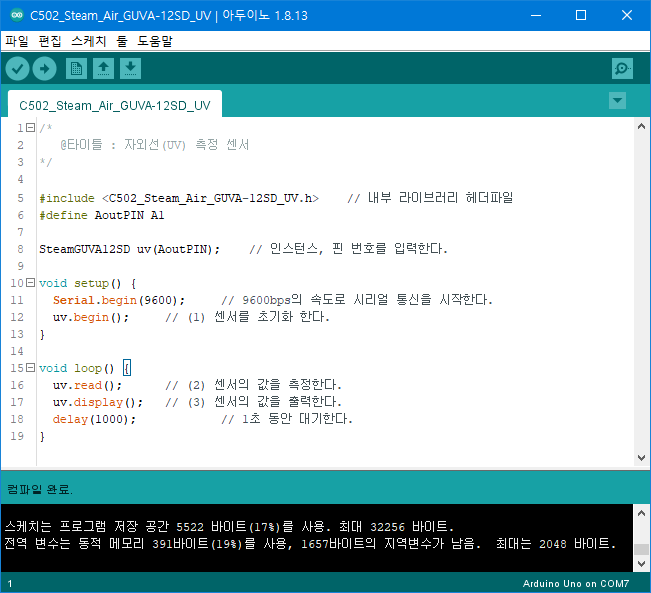 C502_Steam_Air_GUVA-12SD_UV | 아두이노 1.8.13
파일 편집 스케치 툴 도움말
C502_Steam_Air_GUVA-12SD_UV
1 /*
2 @타이틀 : 자외선(UV) 측정 센서
3 */
4
5 #include <C502_Steam_Air_GUVA-12SD_UV.h> // 내부 라이브러리 헤더파일
6 #define AoutPIN A1
7
8 SteamGUVA12SD uv(AoutPIN); // 인스턴스, 핀 번호를 입력한다.
9
10 void setup() {
11 Serial.begin(9600); // 9600bps의 속도로 시리얼 통신을 시작한다.
12 uv.begin(); // (1) 센서를 초기화 한다.
13 }
14
15 void loop() {
16 uv.read(); // (2) 센서의 값을 측정한다.
17 uv.display(); // (3) 센서의 값을 출력한다.
18 delay(1000); // 1초 동안 대기한다.
19 }
컴파일 완료.
스케치는 프로그램 저장 공간 5522 바이트(17%)를 사용. 최대 32256 바이트.
전역 변수는 동적 메모리 391바이트(19%)를 사용, 1657바이트의 지역변수가 남음. 최대는 2048 바이트.
1 Arduino Uno on COM7